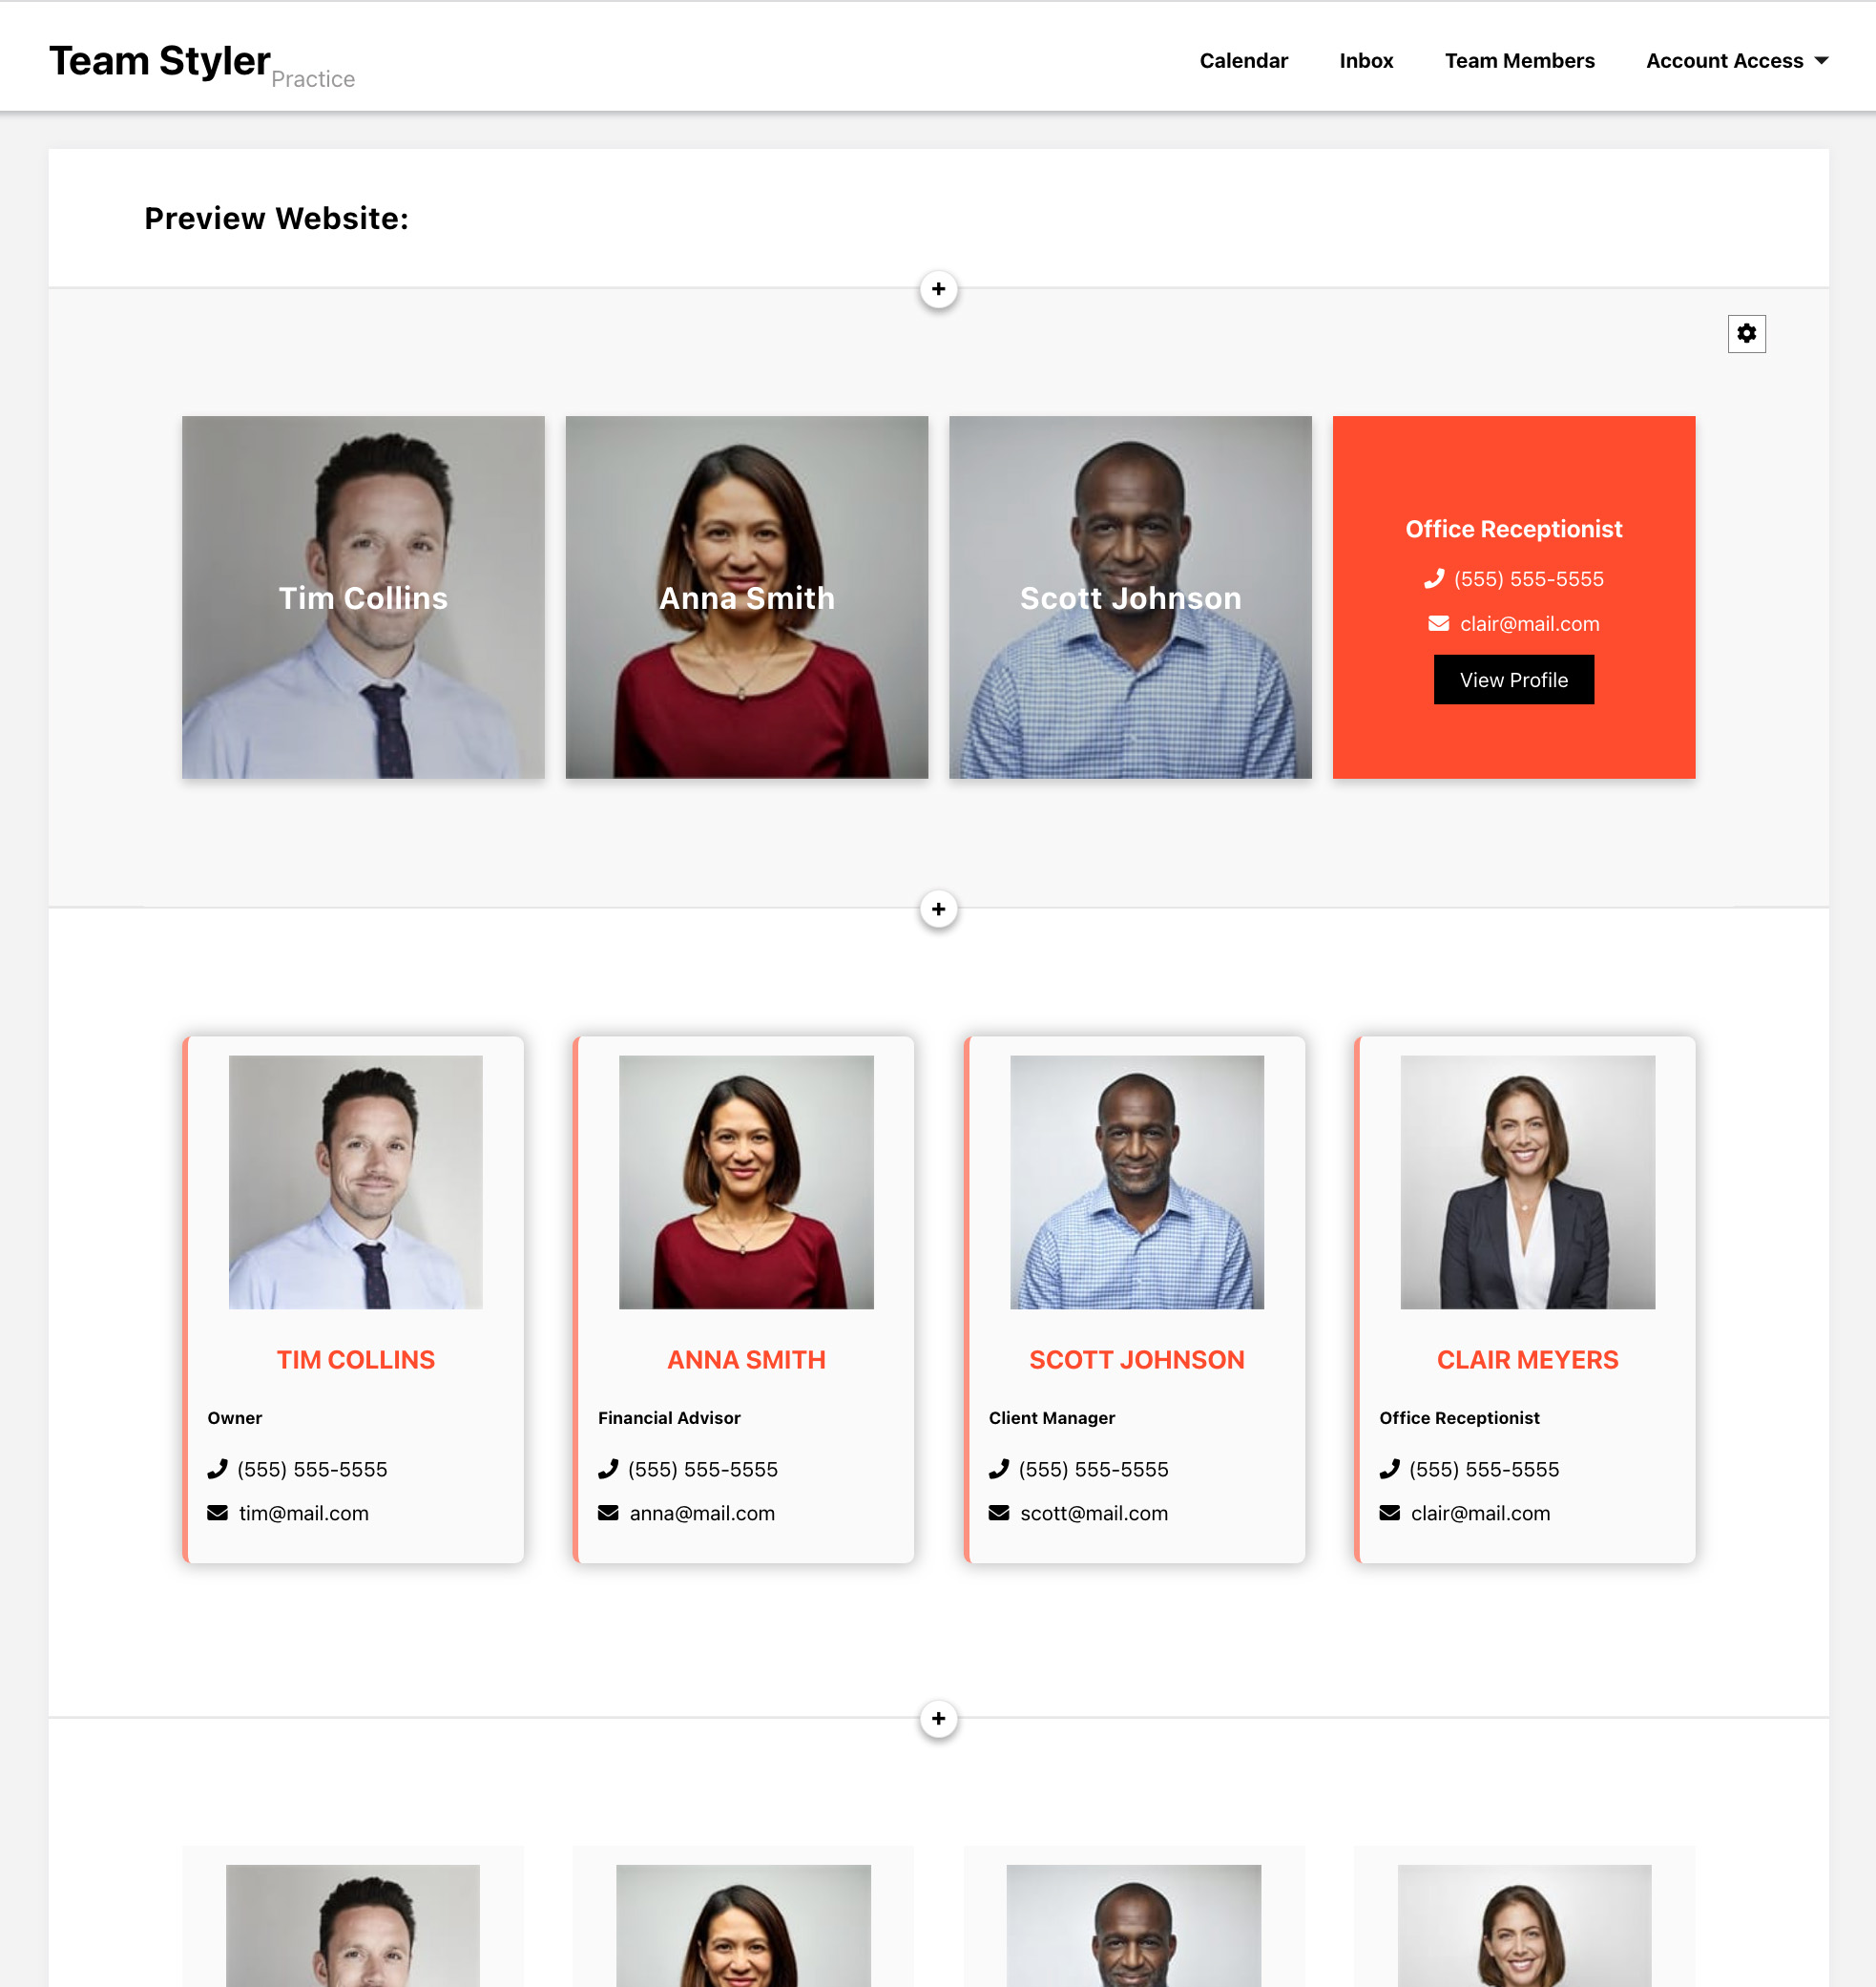 Team Styler Practice
Calendar Inbox Team Members Account Access
Preview Website:
+
Tim Collins
Anna Smith
Scott Johnson
Office Receptionist
(555) 555-5555
clair@mail.com
View Profile
+
TIM COLLINS
Owner
(555) 555-5555
tim@mail.com
ANNA SMITH
Financial Advisor
(555) 555-5555
anna@mail.com
SCOTT JOHNSON
Client Manager
(555) 555-5555
scott@mail.com
CLAIR MEYERS
Office Receptionist
(555) 555-5555
clair@mail.com
+